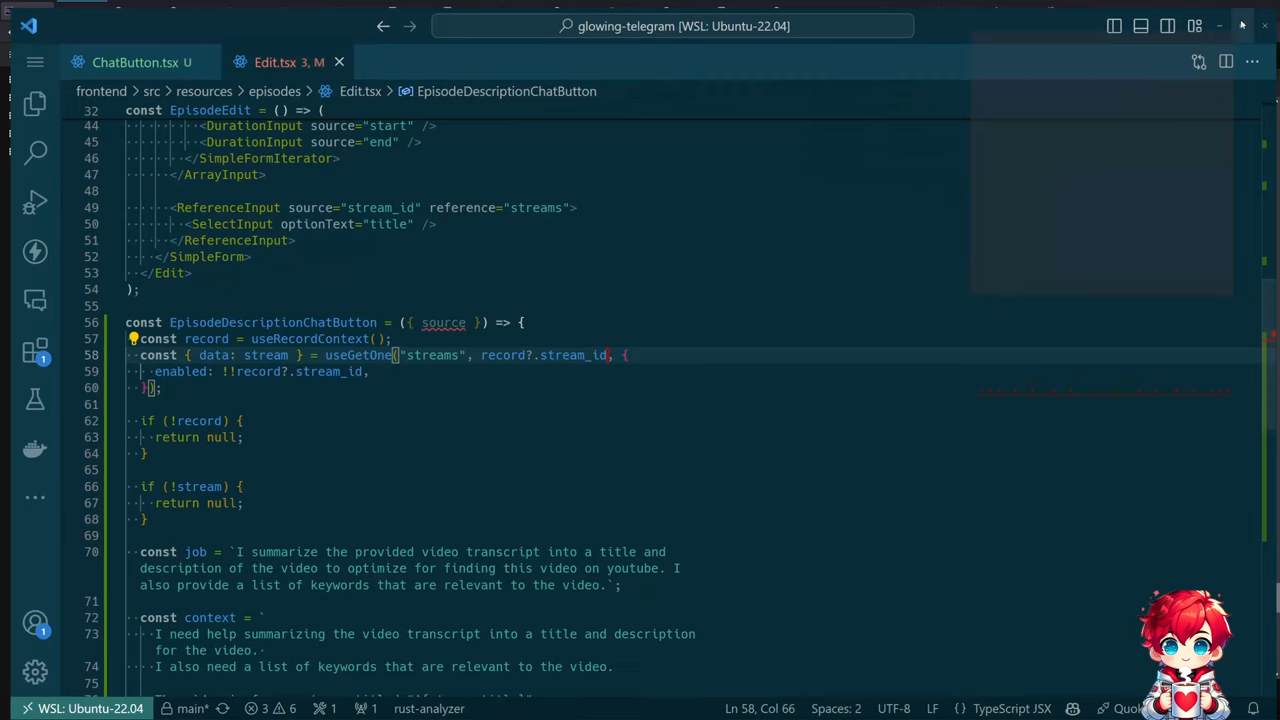 glowing-telegram [WSL: Ubuntu-22.04]
ChatButton.tsx U
Edit.tsx 3, M
frontend > src > resources > episodes > Edit.tsx > EpisodeDescriptionChatButton
32 const EpisodeEdit = () => (
44 <DurationInput source="start" />
45 <DurationInput source="end" />
46 </SimpleFormIterator>
47 </ArrayInput>
48
49 <ReferenceInput source="stream_id" reference="streams">
50 <SelectInput optionText="title" />
51 </ReferenceInput>
52 </SimpleForm>
53 </Edit>
54 );
55
56 const EpisodeDescriptionChatButton = ({ source }) => {
57 const record = useRecordContext();
58 const { data: stream } = useGetOne("streams", record?.stream_id, {
59 enabled: !!record?.stream_id,
60 });
61
62 if (!record) {
63 return null;
64 }
65
66 if (!stream) {
67 return null;
68 }
69
70 const job = `I summarize the provided video transcript into a title and
description of the video to optimize for finding this video on youtube. I
also provide a list of keywords that are relevant to the video.`;
71
72 const context = `
73 I need help summarizing the video transcript into a title and description
for the video.
74 I also need a list of keywords that are relevant to the video.
75
1
1
WSL: Ubuntu-22.04
main*
3
6
1
1
rust-analyzer
Ln 58, Col 66
Spaces: 2
UTF-8
LF
{} TypeScript JSX